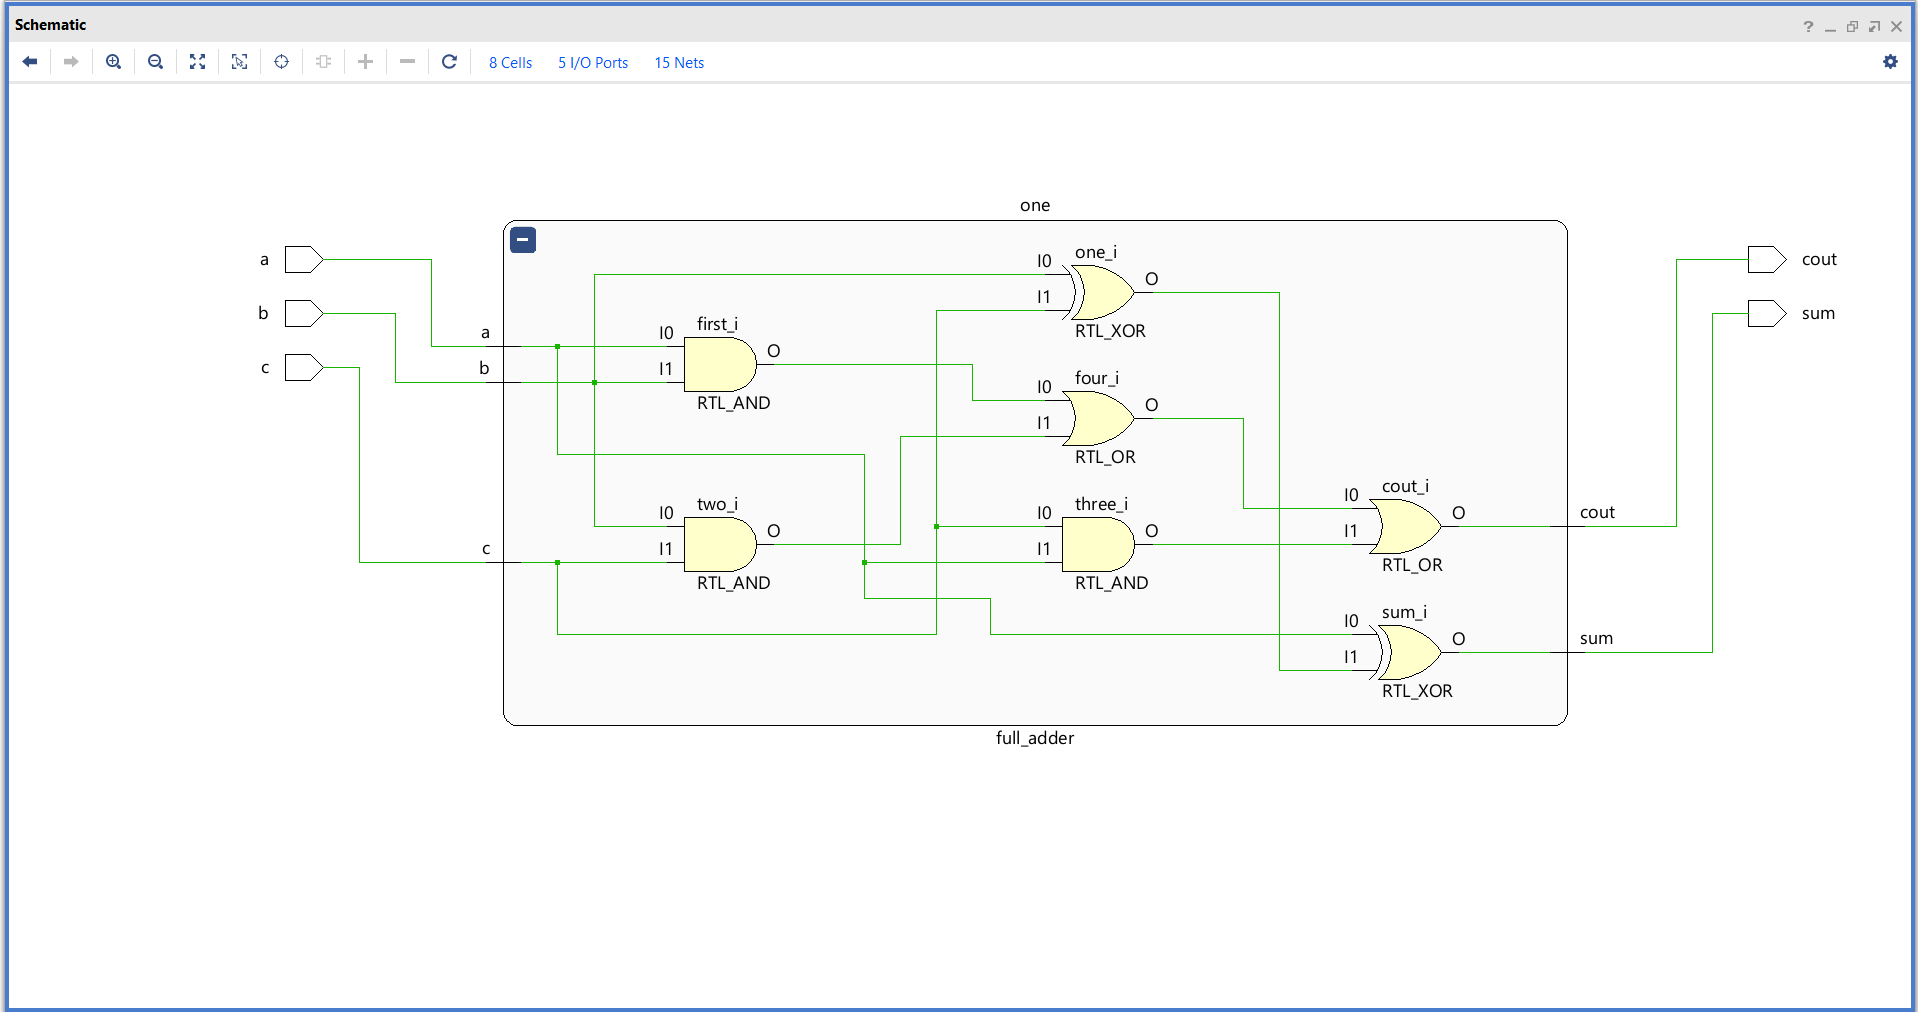 Schematic
?
8 Cells 5 I/O Ports 15 Nets
one
a
b
c
a
b
c
I0 one_i O
I1
RTL_XOR
I0 first_i O
I1
RTL_AND
I0 four_i O
I1
RTL_OR
I0 two_i O
I1
RTL_AND
I0 three_i O
I1
RTL_AND
I0 cout_i O
I1
RTL_OR
I0 sum_i O
I1
RTL_XOR
cout
sum
cout
sum
full_adder